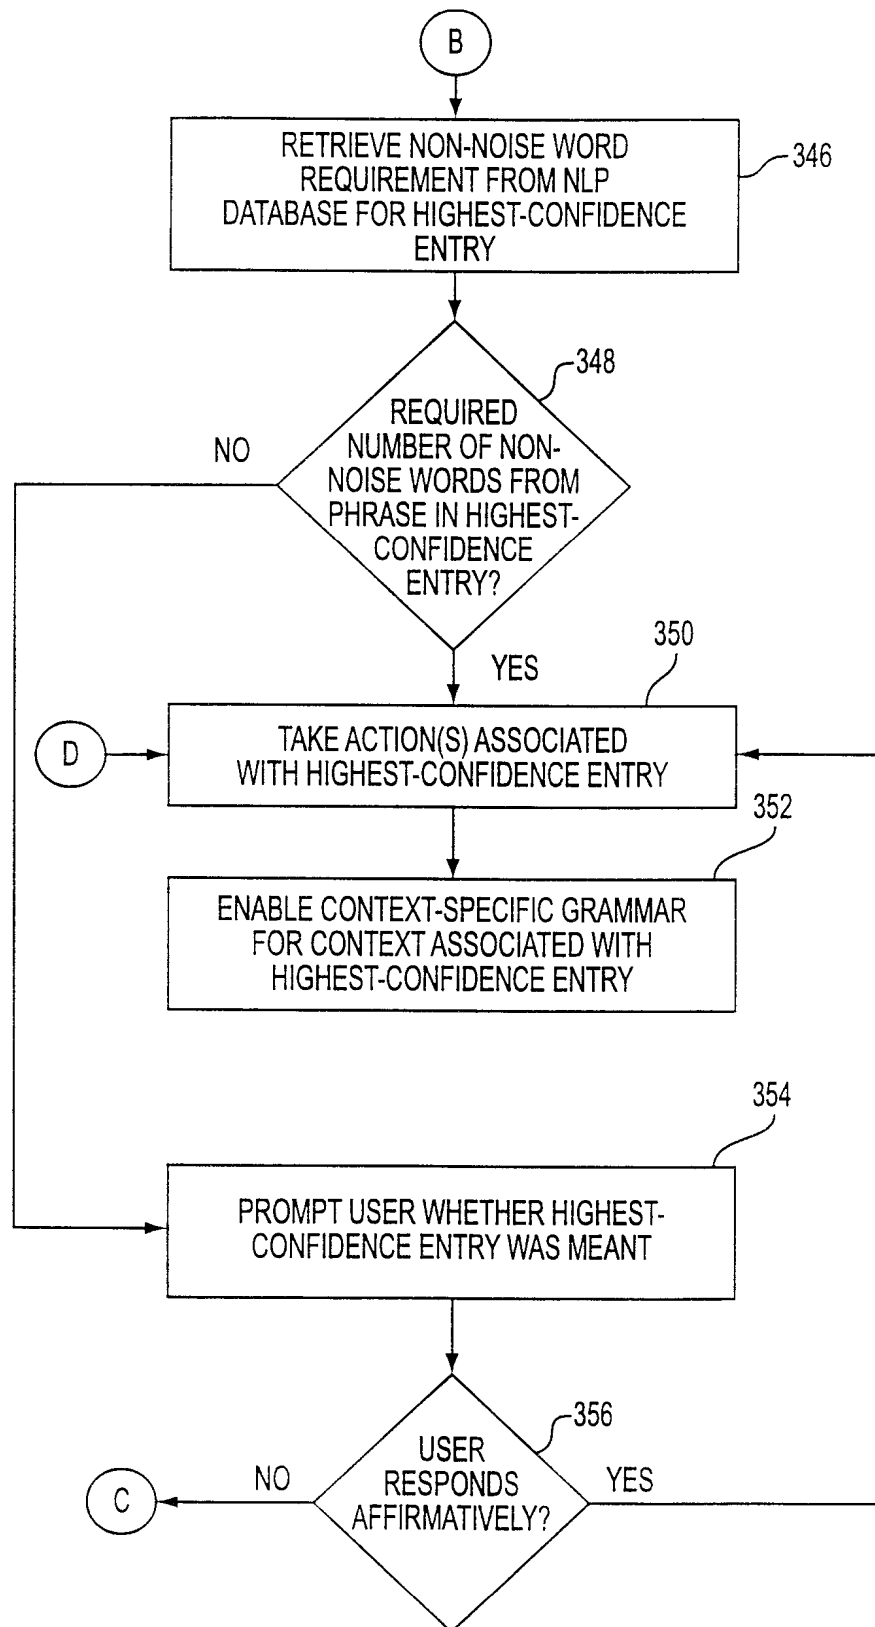 B
RETRIEVE NON-NOISE WORD
REQUIREMENT FROM NLP
DATABASE FOR HIGHEST-CONFIDENCE
ENTRY
346
348
REQUIRED
NUMBER OF NON-
NOISE WORDS FROM
PHRASE IN HIGHEST-
CONFIDENCE
ENTRY?
NO
YES
350
D
TAKE ACTION(S) ASSOCIATED
WITH HIGHEST-CONFIDENCE ENTRY
352
ENABLE CONTEXT-SPECIFIC GRAMMAR
FOR CONTEXT ASSOCIATED WITH
HIGHEST-CONFIDENCE ENTRY
354
PROMPT USER WHETHER HIGHEST-
CONFIDENCE ENTRY WAS MEANT
356
USER
RESPONDS
AFFIRMATIVELY?
NO
YES
C